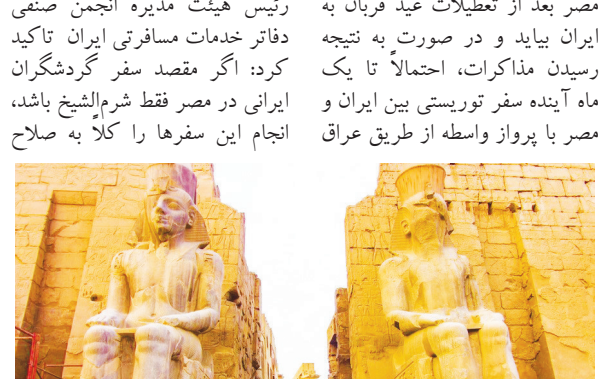 مصر بعد از تعطیلات عید قربان به
ایران بیاید و در صورت به نتیجه
رسیدن مذاکرات، احتمالاً تا یک
ماه آینده سفر توریستی بین ایران و
مصر با پرواز واسطه از طریق عراق
رئیس هیئت مدیره انجمن صنفی
دفاتر خدمات مسافرتی ایران تاکید
کرد: اگر مقصد سفر گردشگران
ایرانی در مصر فقط شرم‌الشیخ باشد،
انجام این سفرها را کلاً به صلاح